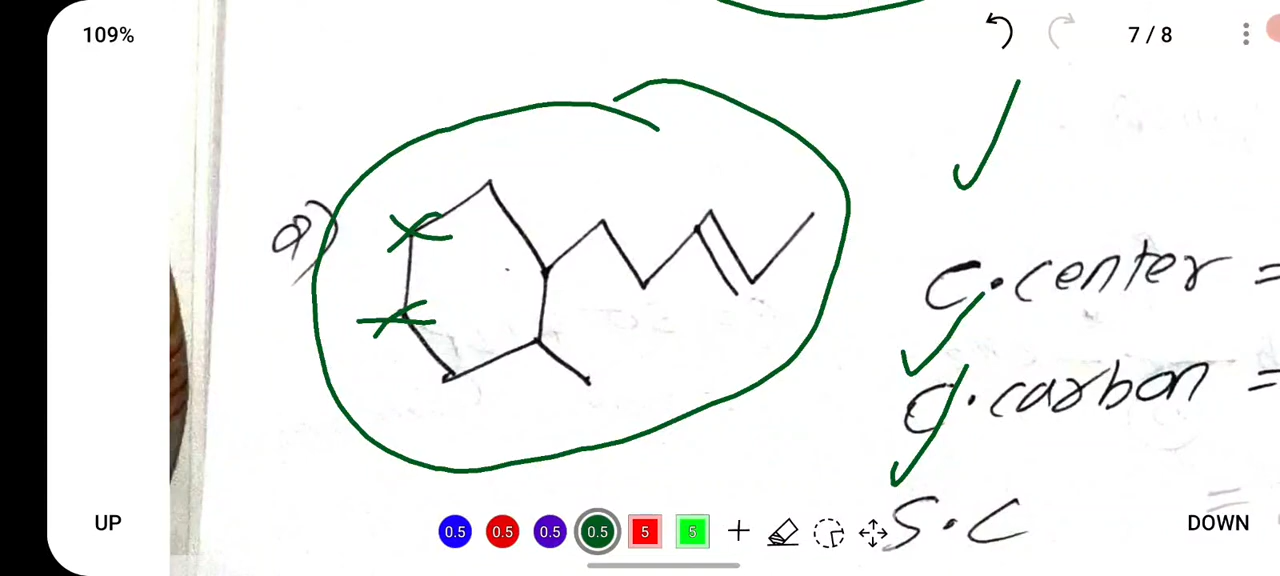 109%
7 / 8
a)
C.center =
C.carbon =
S.C =
UP
0.5 0.5 0.5 0.5 5 5
DOWN